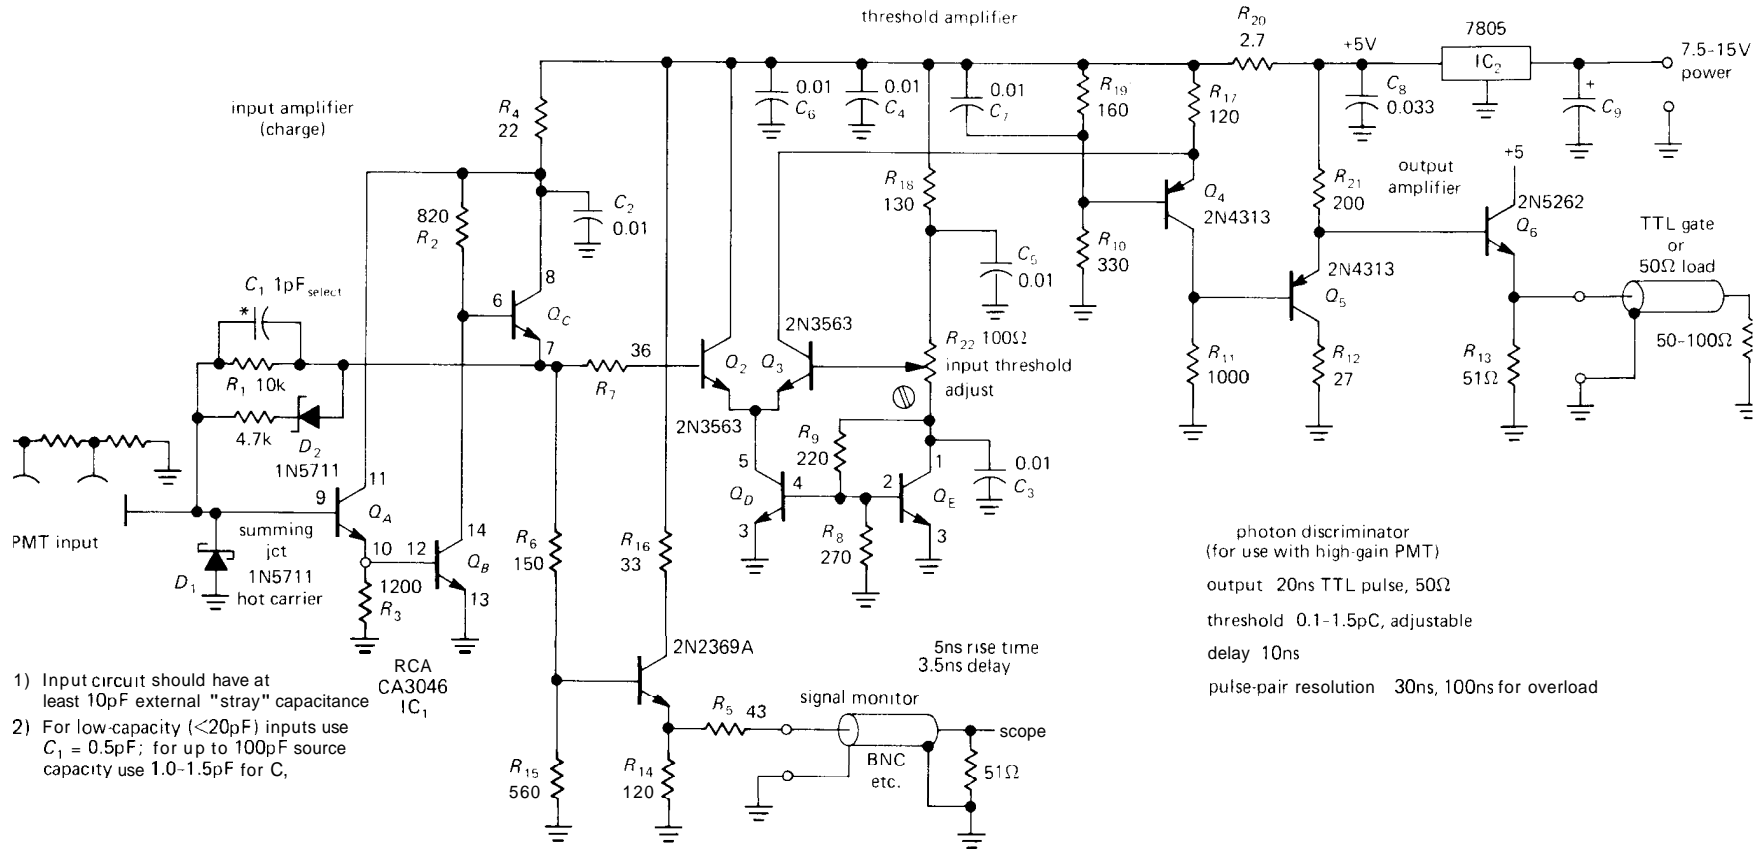 threshold amplifier
R20
2.7
+5V
7805
IC2
7.5-15V
power
C8
0.033
+
C9
input amplifier
(charge)
R4
22
0.01
C6
0.01
C4
0.01
C7
R19
160
R17
120
820
R2
C2
0.01
R18
130
Q4
2N4313
R21
200
output
amplifier
+5
2N5262
Q6
TTL gate
or
50Ω load
C1 1pF select
*
8
6
QC
7
C5
0.01
R10
330
2N4313
Q5
2N3563
R22 100Ω
input threshold
adjust
R1 10k
36
R7
Q2
Q3
R11
1000
R12
27
R13
51Ω
50-100Ω
4.7k
D2
1N5711
2N3563
R9
220
5
QD
4
3
1
2
QE
3
0.01
C3
R8
270
PMT input
9
11
QA
10
summing
jct
1N5711
hot carrier
D1
12
14
QB
13
1200
R3
R6
150
R16
33
photon discriminator
(for use with high-gain PMT)
output 20ns TTL pulse, 50Ω
threshold 0.1-1.5pC, adjustable
delay 10ns
pulse-pair resolution 30ns, 100ns for overload
RCA
CA3046
IC1
2N2369A
5ns rise time
3.5ns delay
1) Input circuit should have at
least 10pF external "stray" capacitance
2) For low-capacity (<20pF) inputs use
C1 = 0.5pF; for up to 100pF source
capacity use 1.0-1.5pF for C,
R5 43
signal monitor
scope
BNC
etc.
51Ω
R15
560
R14
120